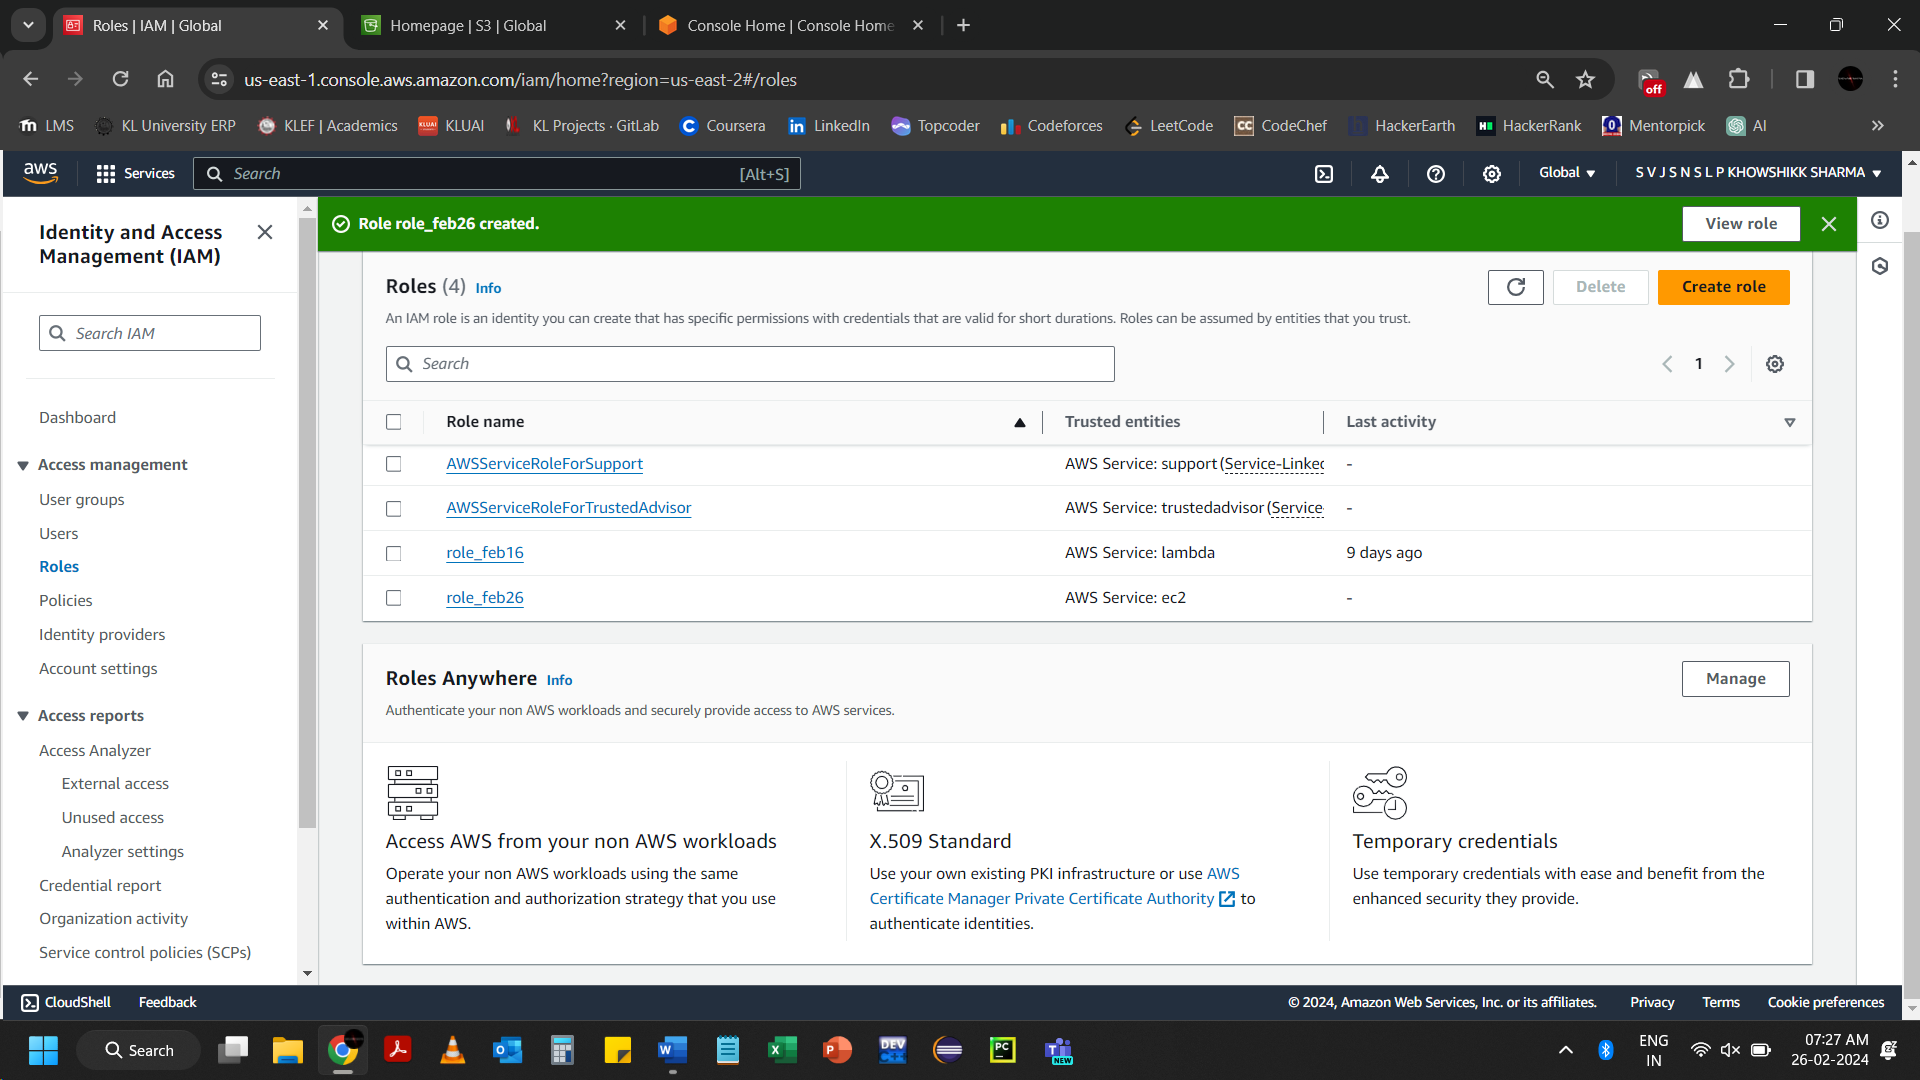 Roles | IAM | Global
Homepage | S3 | Global
Console Home | Console Home
us-east-1.console.aws.amazon.com/iam/home?region=us-east-2#/roles
off
LMS
KL University ERP
KLEF | Academics
KLUAI
KL Projects · GitLab
Coursera
LinkedIn
Topcoder
Codeforces
LeetCode
CodeChef
HackerEarth
HackerRank
Mentorpick
AI
aws
Services
Search
[Alt+S]
Global
S V J S N S L P KHOWSHIKK SHARMA
Identity and Access
Management (IAM)
Search IAM
Dashboard
Access management
User groups
Users
Roles
Policies
Identity providers
Account settings
Access reports
Access Analyzer
External access
Unused access
Analyzer settings
Credential report
Organization activity
Service control policies (SCPs)
Role role_feb26 created.
View role
Roles (4) Info
Delete
Create role
An IAM role is an identity you can create that has specific permissions with credentials that are valid for short durations. Roles can be assumed by entities that you trust.
Search
1
Role name
Trusted entities
Last activity
AWSServiceRoleForSupport
AWS Service: support (Service-Linked
-
AWSServiceRoleForTrustedAdvisor
AWS Service: trustedadvisor (Service-
-
role_feb16
AWS Service: lambda
9 days ago
role_feb26
AWS Service: ec2
-
Roles Anywhere Info
Manage
Authenticate your non AWS workloads and securely provide access to AWS services.
Access AWS from your non AWS workloads
Operate your non AWS workloads using the same
authentication and authorization strategy that you use
within AWS.
X.509 Standard
Use your own existing PKI infrastructure or use AWS
Certificate Manager Private Certificate Authority to
authenticate identities.
Temporary credentials
Use temporary credentials with ease and benefit from the
enhanced security they provide.
CloudShell
Feedback
© 2024, Amazon Web Services, Inc. or its affiliates.
Privacy
Terms
Cookie preferences
Search
DEV
PC
NEW
ENG
IN
07:27 AM
26-02-2024